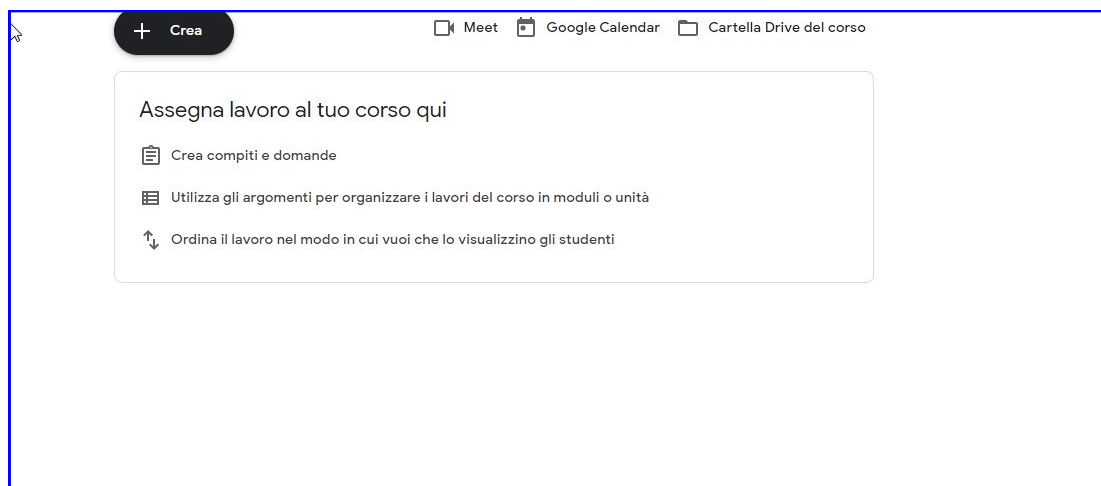 Crea
Meet Google Calendar Cartella Drive del corso
Assegna lavoro al tuo corso qui
Crea compiti e domande
Utilizza gli argomenti per organizzare i lavori del corso in moduli o unità
Ordina il lavoro nel modo in cui vuoi che lo visualizzino gli studenti